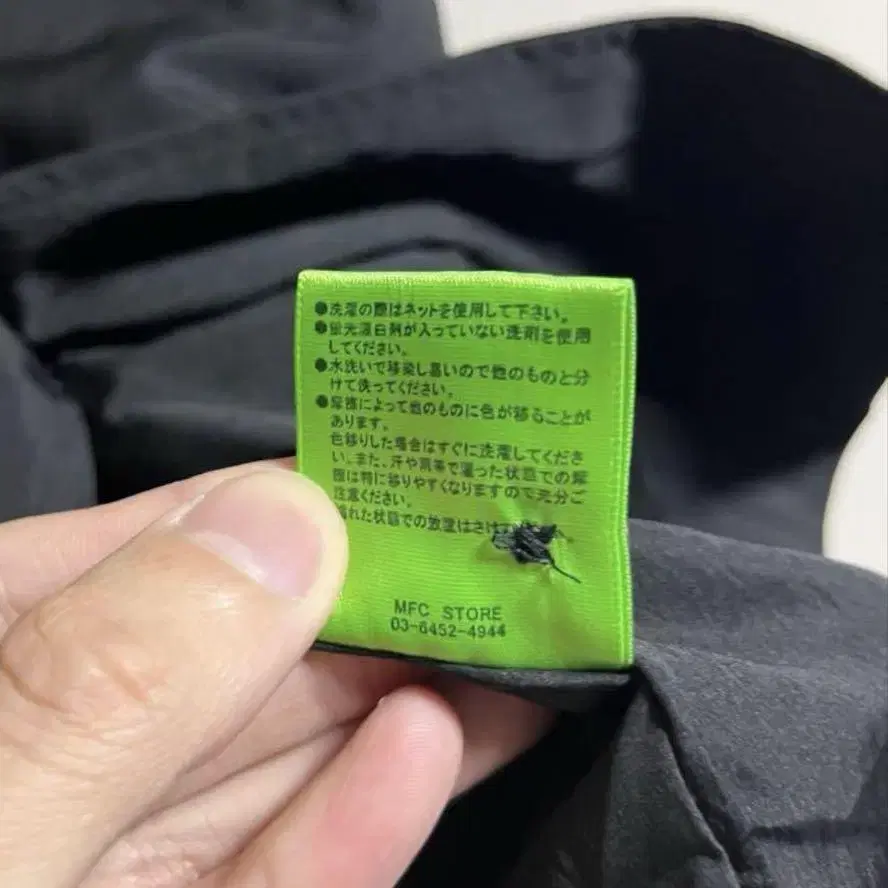 ●洗濯の際はネットを使用して下さい。
●蛍光漂白剤が入っていない洗剤を使用
してください。
●水洗いで移染し易いので他のものと分
けて洗ってください。
●摩擦によって他のものに色が移ることが
あります。
色移りした場合はすぐに洗濯してくださ
い。また、汗や雨等で湿った状態での摩
擦は特に移りやすくなりますので充分ご
注意ください。
れた状態での放置はさけ
MFC STORE
03-6452-4944